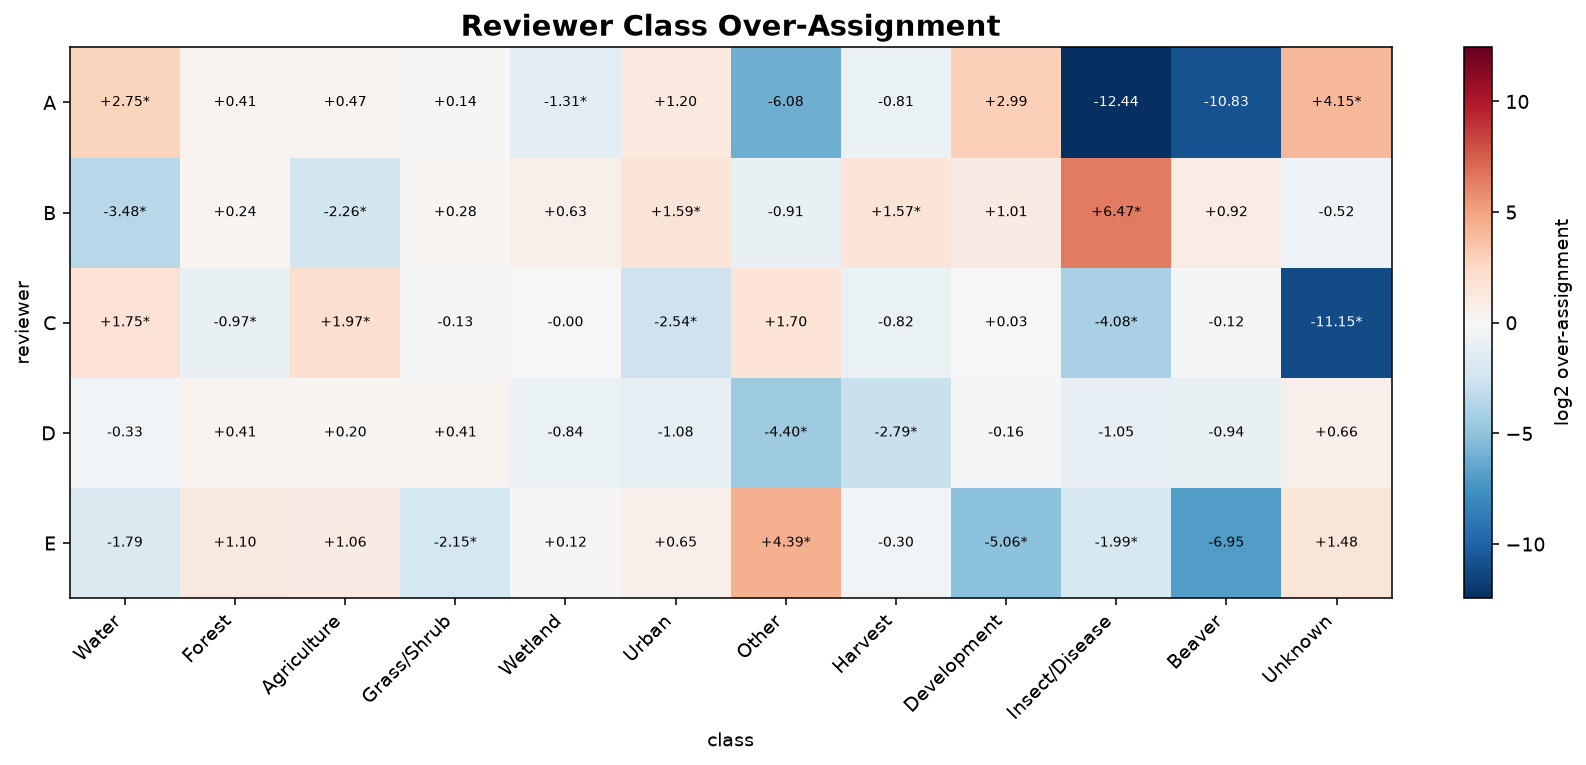 Reviewer Class Over-Assignment
A +2.75* +0.41 +0.47 +0.14 -1.31* +1.20 -6.08 -0.81 +2.99 -12.44 -10.83 +4.15*
B -3.48* +0.24 -2.26* +0.28 +0.63 +1.59* -0.91 +1.57* +1.01 +6.47* +0.92 -0.52
C +1.75* -0.97* +1.97* -0.13 -0.00 -2.54* +1.70 -0.82 +0.03 -4.08* -0.12 -11.15*
D -0.33 +0.41 +0.20 +0.41 -0.84 -1.08 -4.40* -2.79* -0.16 -1.05 -0.94 +0.66
E -1.79 +1.10 +1.06 -2.15* +0.12 +0.65 +4.39* -0.30 -5.06* -1.99* -6.95 +1.48
reviewer
Water Forest Agriculture Grass/Shrub Wetland Urban Other Harvest Development Insect/Disease Beaver Unknown
class
10
5
0
−5
−10
log2 over-assignment